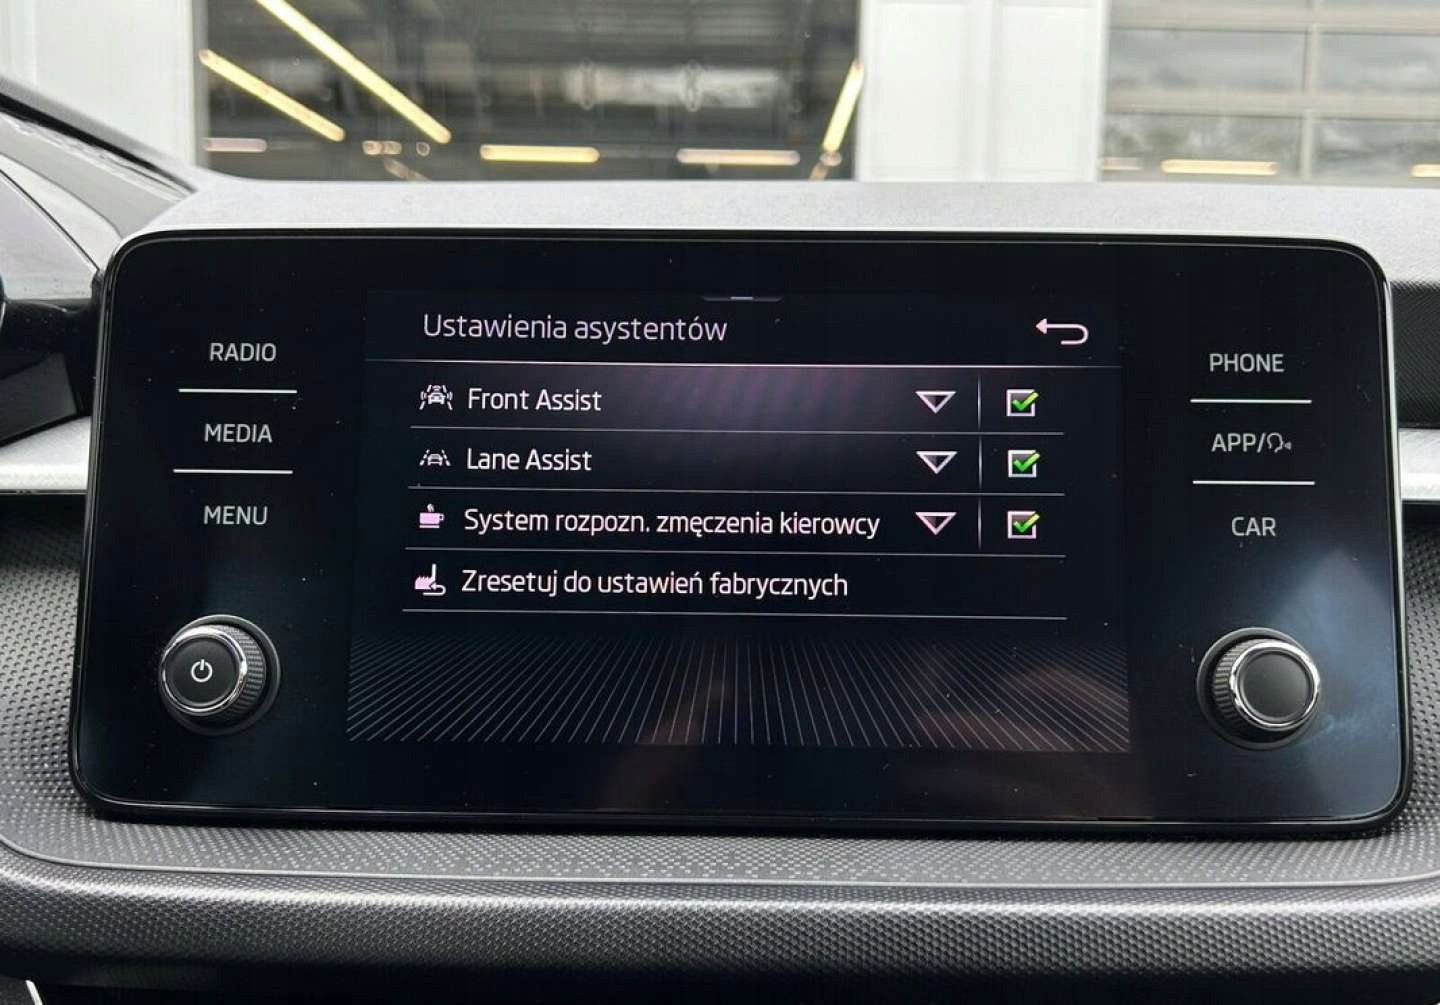 RADIO
MEDIA
MENU
Ustawienia asystentów
Front Assist
Lane Assist
System rozpozn. zmęczenia kierowcy
Zresetuj do ustawień fabrycznych
PHONE
APP/
CAR